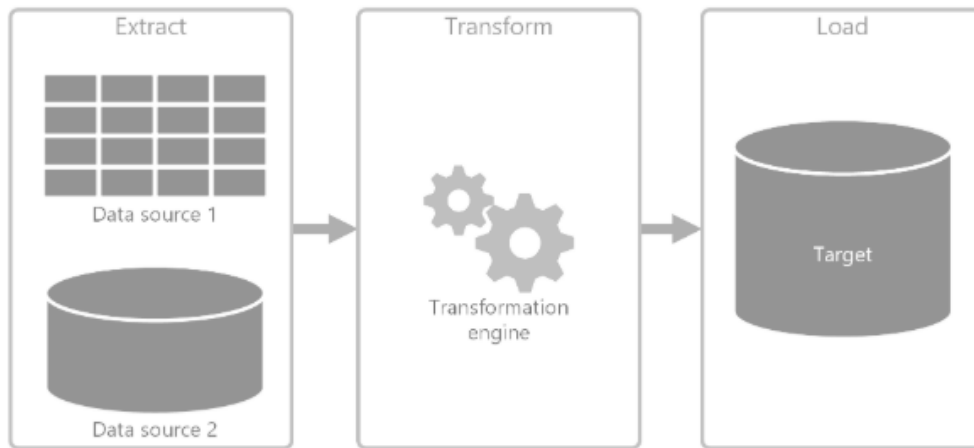 Extract
Data source 1
Data source 2
Transform
Transformation
engine
Load
Target